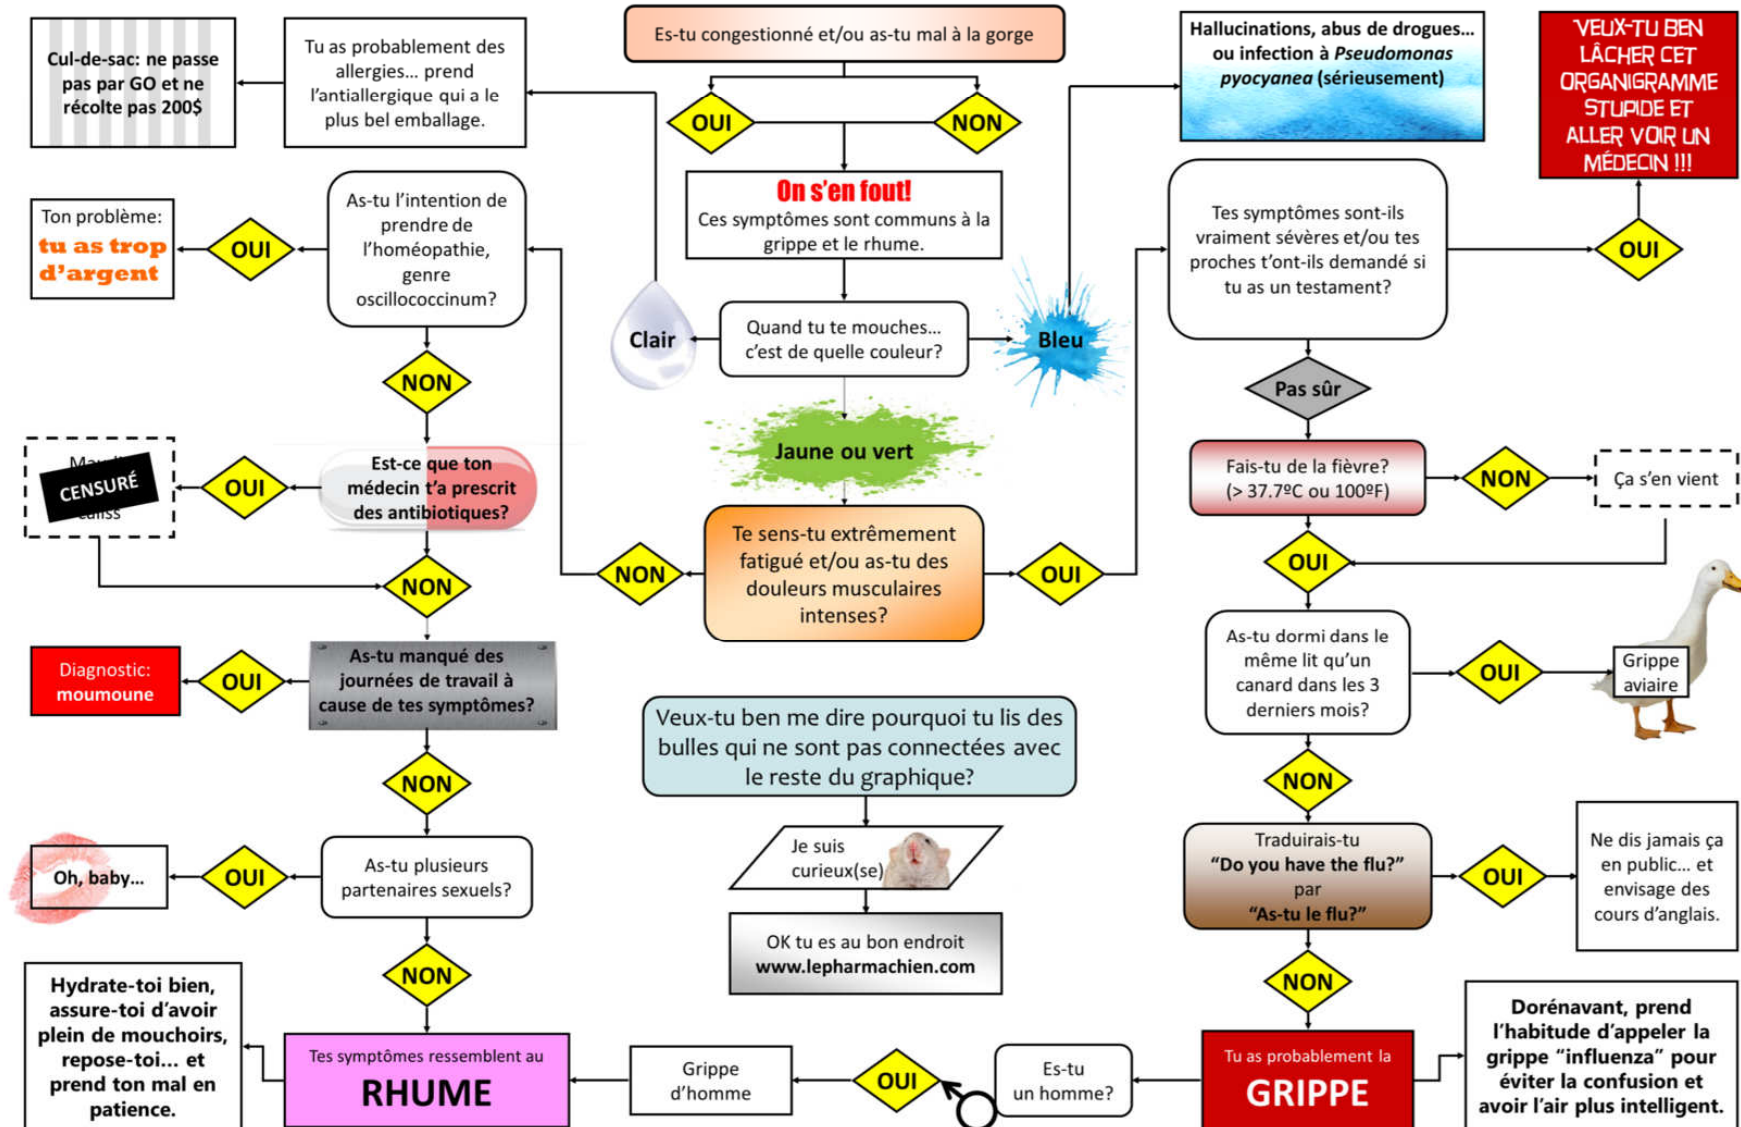 Es-tu congestionné et/ou as-tu mal à la gorge
OUI
NON
On s'en fout!
Ces symptômes sont communs à la
grippe et le rhume.
Quand tu te mouches...
c'est de quelle couleur?
Clair
Tu as probablement des
allergies... prend
l'antiallergique qui a le
plus bel emballage.
Cul-de-sac: ne passe
pas par GO et ne
récolte pas 200$
Bleu
Hallucinations, abus de drogues...
ou infection à Pseudomonas
pyocyanea (sérieusement)
Jaune ou vert
Te sens-tu extrêmement
fatigué et/ou as-tu des
douleurs musculaires
intenses?
NON
As-tu l'intention de
prendre de
l'homéopathie,
genre
oscillococcinum?
OUI
Ton problème:
tu as trop
d'argent
NON
Est-ce que ton
médecin t'a prescrit
des antibiotiques?
OUI
CENSURÉ
NON
As-tu manqué des
journées de travail à
cause de tes symptômes?
OUI
Diagnostic:
moumoune
NON
As-tu plusieurs
partenaires sexuels?
OUI
Oh, baby...
NON
Tes symptômes ressemblent au
RHUME
Hydrate-toi bien,
assure-toi d'avoir
plein de mouchoirs,
repose-toi... et
prend ton mal en
patience.
OUI
Tes symptômes sont-ils
vraiment sévères et/ou tes
proches t'ont-ils demandé si
tu as un testament?
OUI
VEUX-TU BEN
LÂCHER CET
ORGANIGRAMME
STUPIDE ET
ALLER VOIR UN
MÉDECIN !!!
Pas sûr
Fais-tu de la fièvre?
(> 37.7ºC ou 100ºF)
NON
Ça s'en vient
OUI
As-tu dormi dans le
même lit qu'un
canard dans les 3
derniers mois?
OUI
Grippe
aviaire
NON
Traduirais-tu
“Do you have the flu?”
par
“As-tu le flu?”
OUI
Ne dis jamais ça
en public... et
envisage des
cours d'anglais.
NON
Tu as probablement la
GRIPPE
Dorénavant, prend
l'habitude d'appeler la
grippe “influenza” pour
éviter la confusion et
avoir l'air plus intelligent.
Es-tu
un homme?
OUI
Grippe
d'homme
Veux-tu ben me dire pourquoi tu lis des
bulles qui ne sont pas connectées avec
le reste du graphique?
Je suis
curieux(se)
OK tu es au bon endroit
www.lepharmachien.com